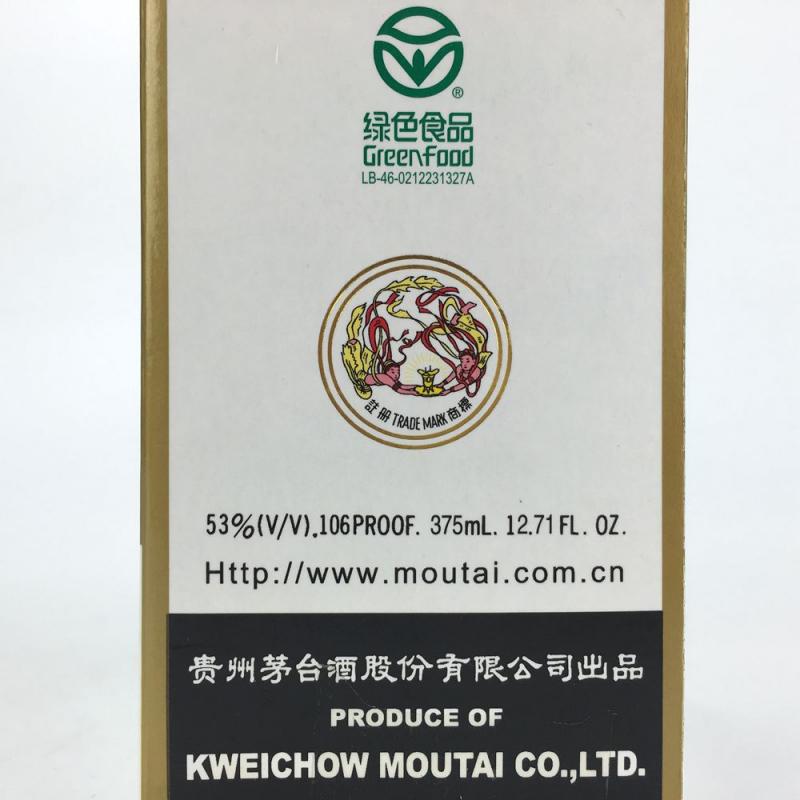 ®
绿色食品
Greenfood
LB-46-0212231327A
註册 TRADE MARK 商標
53%(V/V).106PROOF. 375mL. 12.71FL. OZ.
Http://www.moutai.com.cn
贵州茅台酒股份有限公司出品
PRODUCE OF
KWEICHOW MOUTAI CO.,LTD.